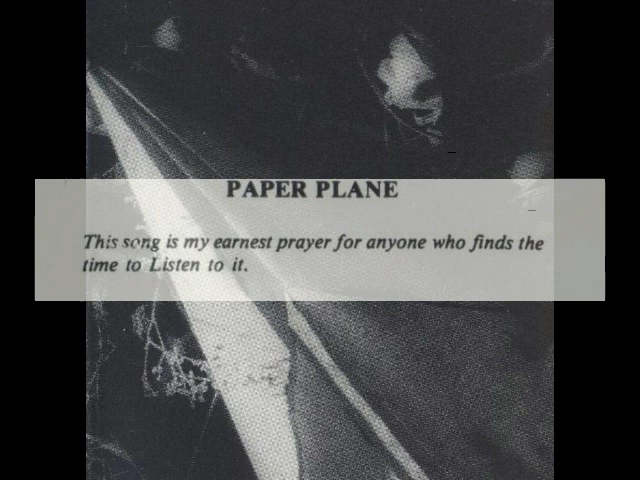 PAPER PLANE
This song is my earnest prayer for anyone who finds the
time to Listen to it.